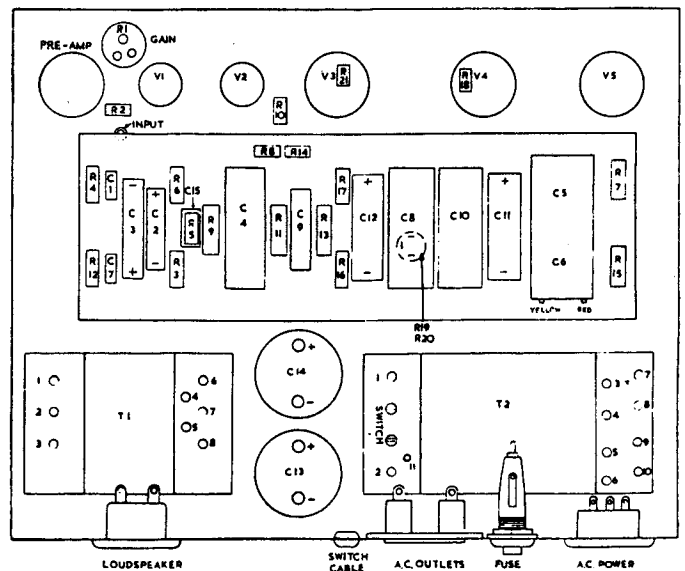 R1
PRE-AMP
GAIN
V1
V2
V3
R21
R18
V4
V5
R2
R10
INPUT
R6 R14
R4
C1
C3
C2
R6
C15
R5
R9
C4
R11
C9
R13
R17
C12
C8
C10
C11
C5
R7
R12
C7
R3
R16
C6
R15
+
-
YELLOW RED
R19
R20
1
2
3
T1
4
5
6
7
8
C14
+
-
C13
+
-
1
SWITCH
2
11
T2
3
4
5
6
7
8
9
10
LOUDSPEAKER
SWITCH
CABLE
A.C. OUTLETS
FUSE
A.C. POWER